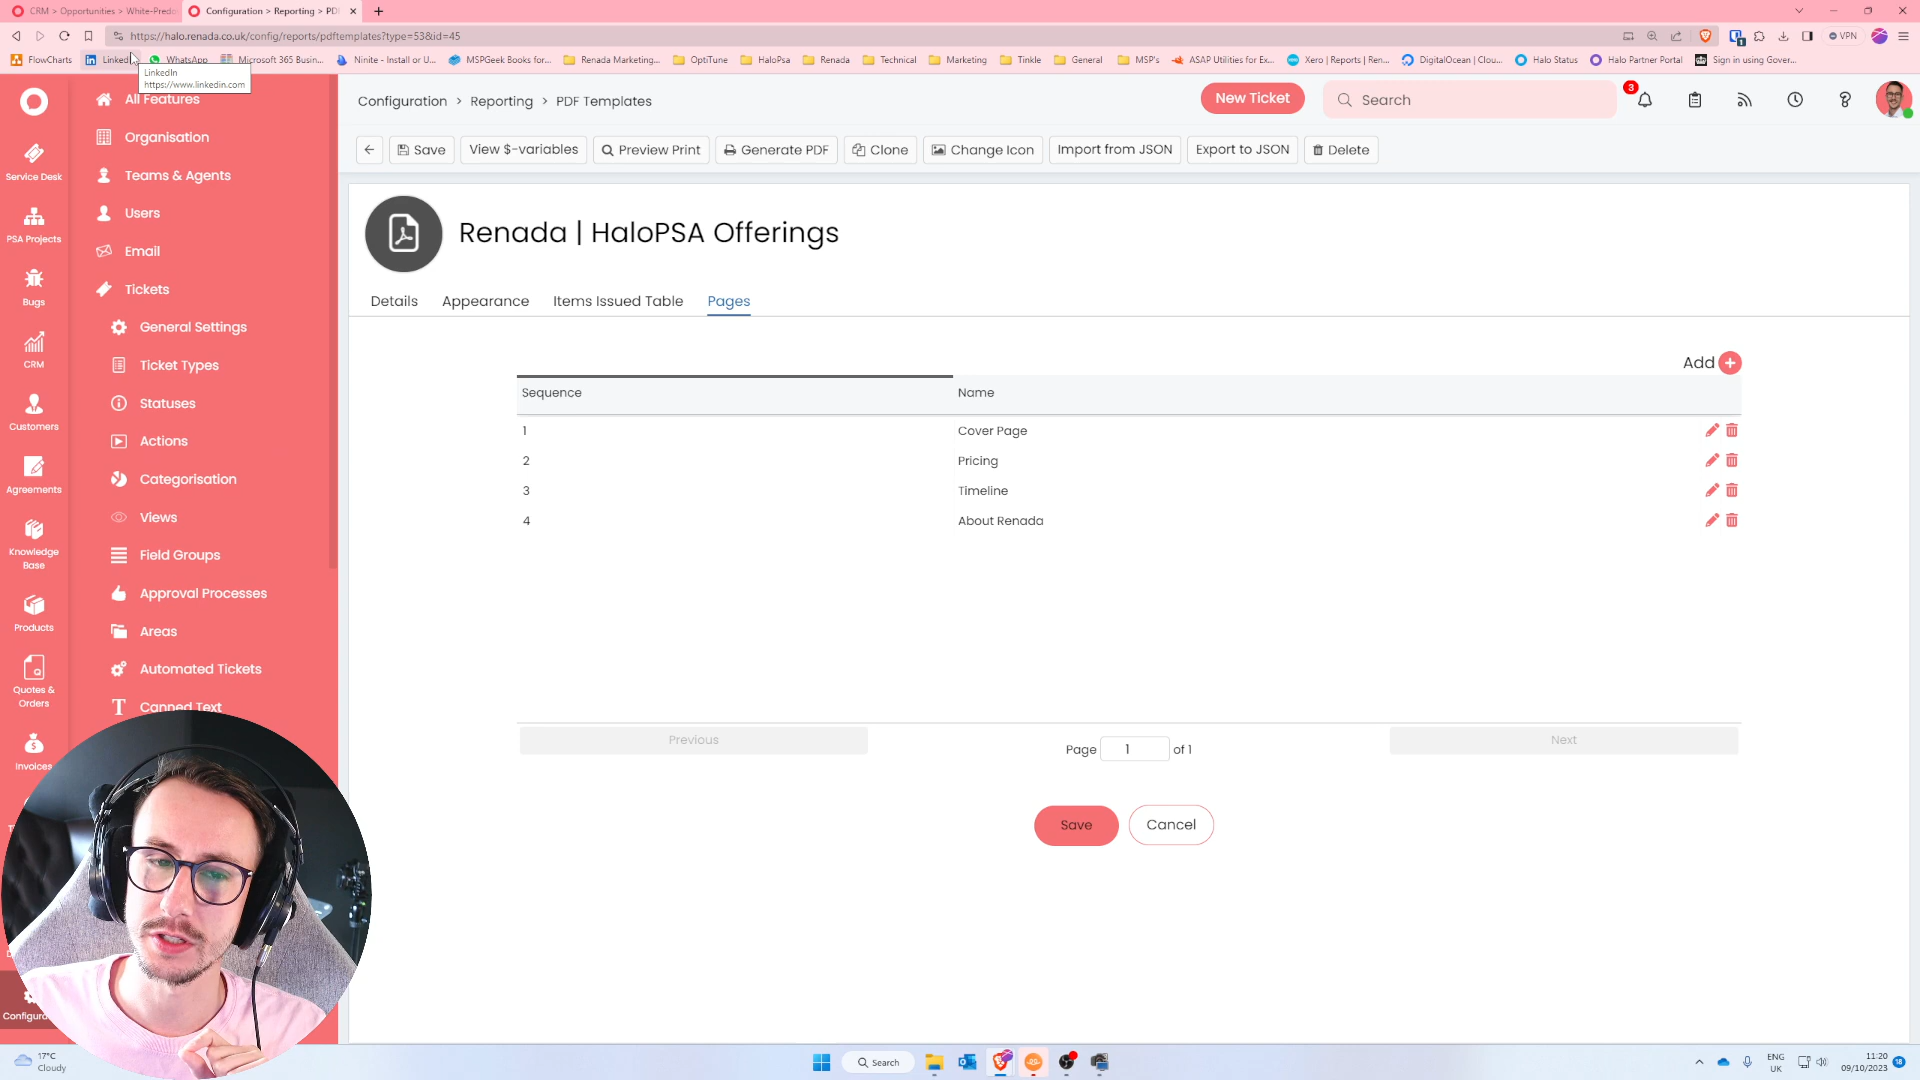 CRM > Opportunities > White-Predo
Configuration > Reporting > PD
https://halo.renada.co.uk/config/reports/pdftemplates?type=53&id=45
VPN
FlowCharts
LinkedIn
WhatsApp
Microsoft 365 Busin...
Ninite - Install or U...
MSPGeek Books for...
Renada Marketing...
OptiTune
HaloPsa
Renada
Technical
Marketing
Tinkle
General
MSP's
ASAP Utilities for Ex...
Xero | Reports | Ren...
DigitalOcean | Clou...
Halo Status
Halo Partner Portal
Sign in using Gover...
LinkedIn
https://www.linkedin.com
Service Desk
PSA Projects
Bugs
CRM
Customers
Agreements
Knowledge
Base
Products
Quotes &
Orders
Invoices
Configura
All Features
Organisation
Teams & Agents
Users
Email
Tickets
General Settings
Ticket Types
Statuses
Actions
Categorisation
Views
Field Groups
Approval Processes
Areas
Automated Tickets
Canned Text
Configuration > Reporting > PDF Templates
New Ticket
Search
3
Save
View $-variables
Preview Print
Generate PDF
Clone
Change Icon
Import from JSON
Export to JSON
Delete
Renada | HaloPSA Offerings
Details
Appearance
Items Issued Table
Pages
Add
Sequence Name
1 Cover Page
2 Pricing
3 Timeline
4 About Renada
Previous
Page 1 of 1
Next
Save
Cancel
17°C
Cloudy
Search
ENG
UK
11:20
09/10/2023
18